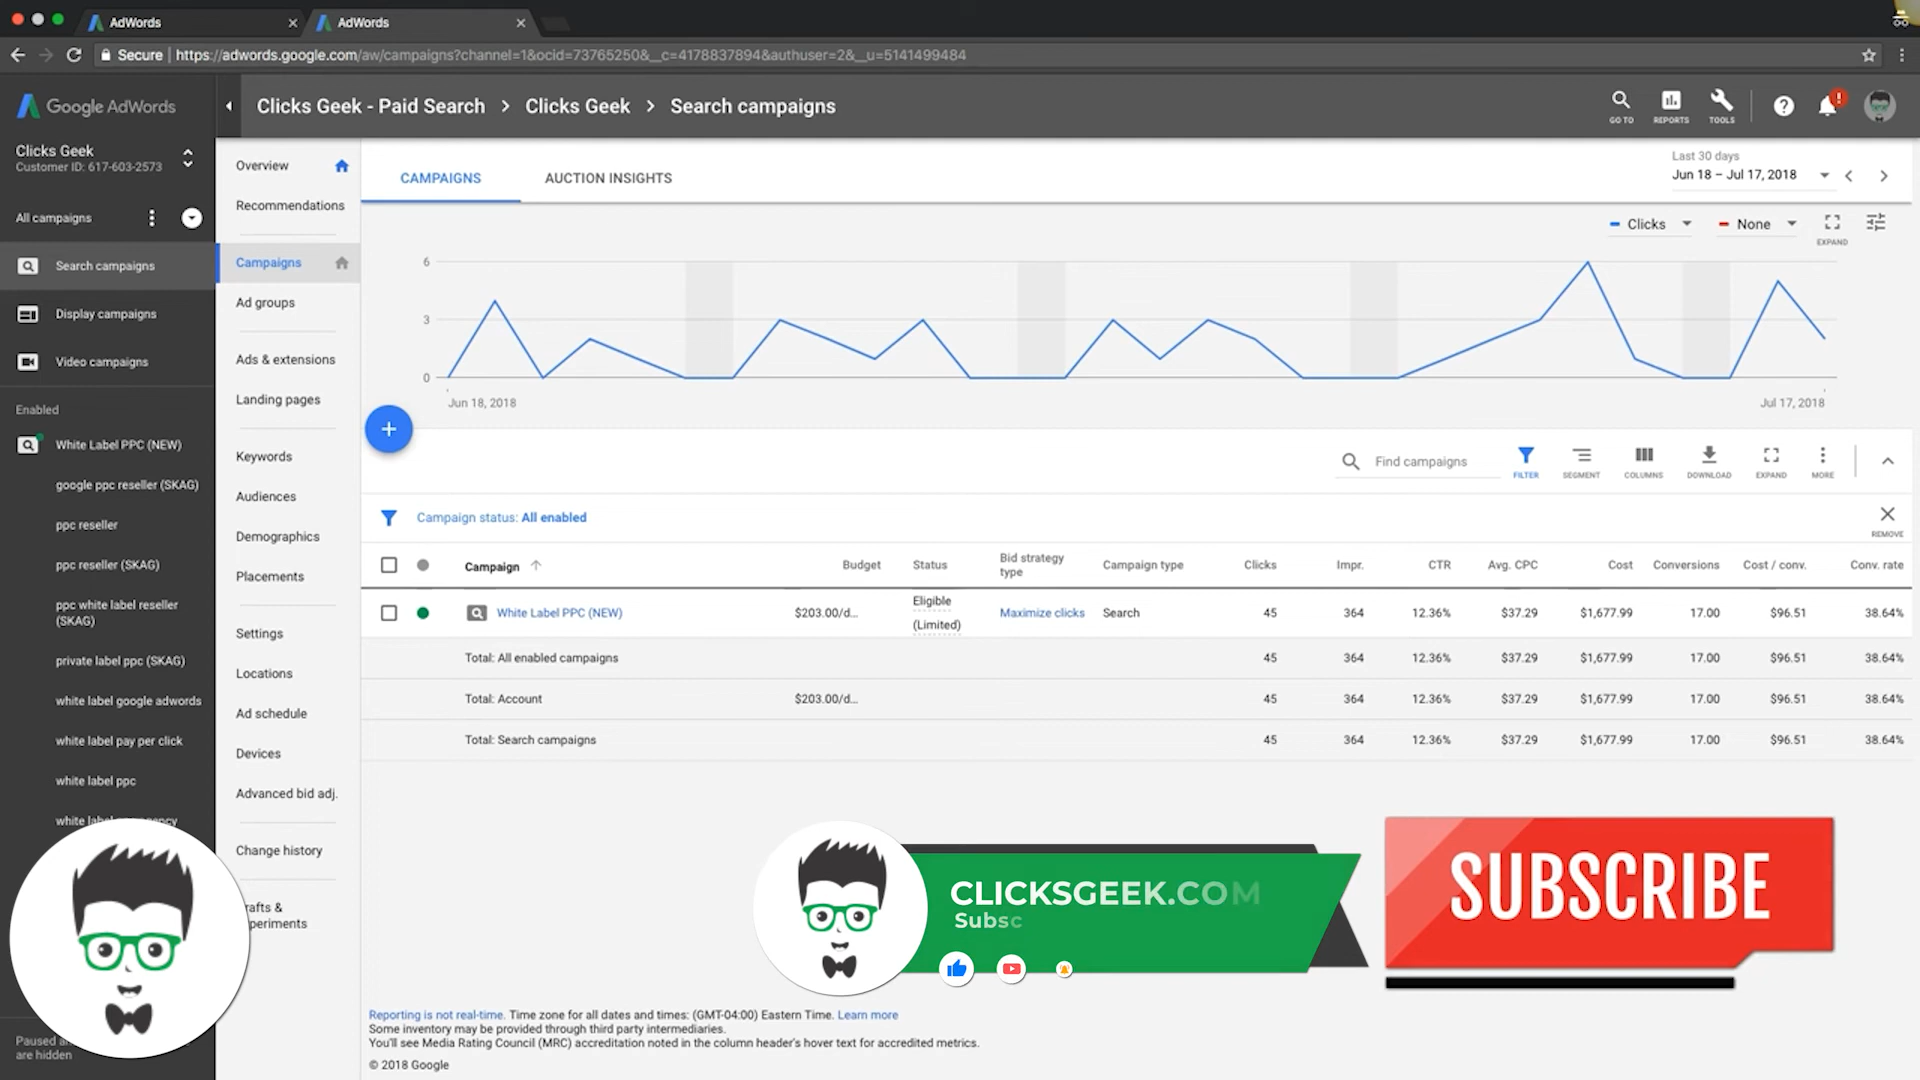 AdWords
AdWords
Secure
https://adwords.google.com/aw/campaigns?channel=1&ocid=73765250&__c=4178837894&authuser=2&__u=5141499484
Google AdWords
Clicks Geek - Paid Search > Clicks Geek > Search campaigns
GO TO
REPORTS
TOOLS
Clicks Geek
Customer ID: 617-603-2573
All campaigns
Search campaigns
Display campaigns
Video campaigns
Enabled
White Label PPC (NEW)
google ppc reseller (SKAG)
ppc reseller
ppc reseller (SKAG)
ppc white label reseller
(SKAG)
private label ppc (SKAG)
white label google adwords
white label pay per click
white label ppc
white label
Paused
are hidden
Overview
Recommendations
Campaigns
Ad groups
Ads & extensions
Landing pages
Keywords
Audiences
Demographics
Placements
Settings
Locations
Ad schedule
Devices
Advanced bid adj.
Change history
rafts &
periments
CAMPAIGNS
AUCTION INSIGHTS
Last 30 days
Jun 18 – Jul 17, 2018
Clicks
None
EXPAND
6
3
0
Jun 18, 2018
Jul 17, 2018
Find campaigns
FILTER
SEGMENT
COLUMNS
DOWNLOAD
EXPAND
MORE
Campaign status: All enabled
REMOVE
Campaign Budget Status Bid strategy type Campaign type Clicks Impr. CTR Avg. CPC Cost Conversions Cost / conv. Conv. rate
White Label PPC (NEW) $203.00/d... Eligible (Limited) Maximize clicks Search 45 364 12.36% $37.29 $1,677.99 17.00 $96.51 38.64%
Total: All enabled campaigns 45 364 12.36% $37.29 $1,677.99 17.00 $96.51 38.64%
Total: Account $203.00/d... 45 364 12.36% $37.29 $1,677.99 17.00 $96.51 38.64%
Total: Search campaigns 45 364 12.36% $37.29 $1,677.99 17.00 $96.51 38.64%
CLICKSGEEK.COM
Subsc
SUBSCRIBE
Reporting is not real-time. Time zone for all dates and times: (GMT-04:00) Eastern Time. Learn more
Some inventory may be provided through third party intermediaries.
You'll see Media Rating Council (MRC) accreditation noted in the column header's hover text for accredited metrics.
© 2018 Google